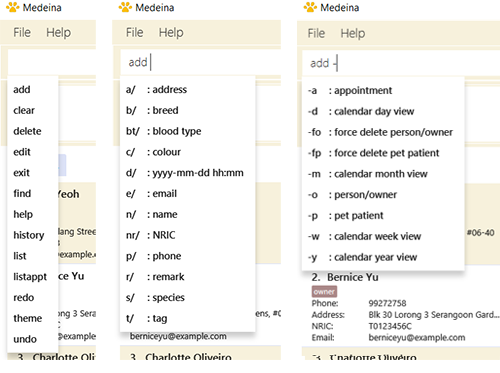 Medeina
File Help
add
clear
delete
edit
exit
find
help
history
list
listappt
redo
theme
undo
Yeoh
lang Stree
@example.c
ice Yu
3 Sera
C
@exampl
3. Charlotte Oliveiro
Medeina
File Help
add
a/ : address
b/ : breed
bt/ : blood type
c/ : colour
d/ : yyyy-mm-dd hh:mm
e/ : email
n/ : name
nr/ : NRIC
p/ : phone
r/ : remark
s/ : species
t/ : tag
ens, #0
berniceyu@example.com
3. Charlotte Oliveiro
Medeina
File Help
add -
-a : appointment
-d : calendar day view
-fo : force delete person/owner
-fp : force delete pet patient
-m : calendar month view
-o : person/owner
-p : pet patient
-w : calendar week view
-y : calendar year view
#06-40
2. Bernice Yu
owner
Phone: 99272758
Address: Blk 30 Lorong 3 Serangoon Gard...
NRIC: T0123456C
Email: berniceyu@example.com
3. Charlotte Oliveiro